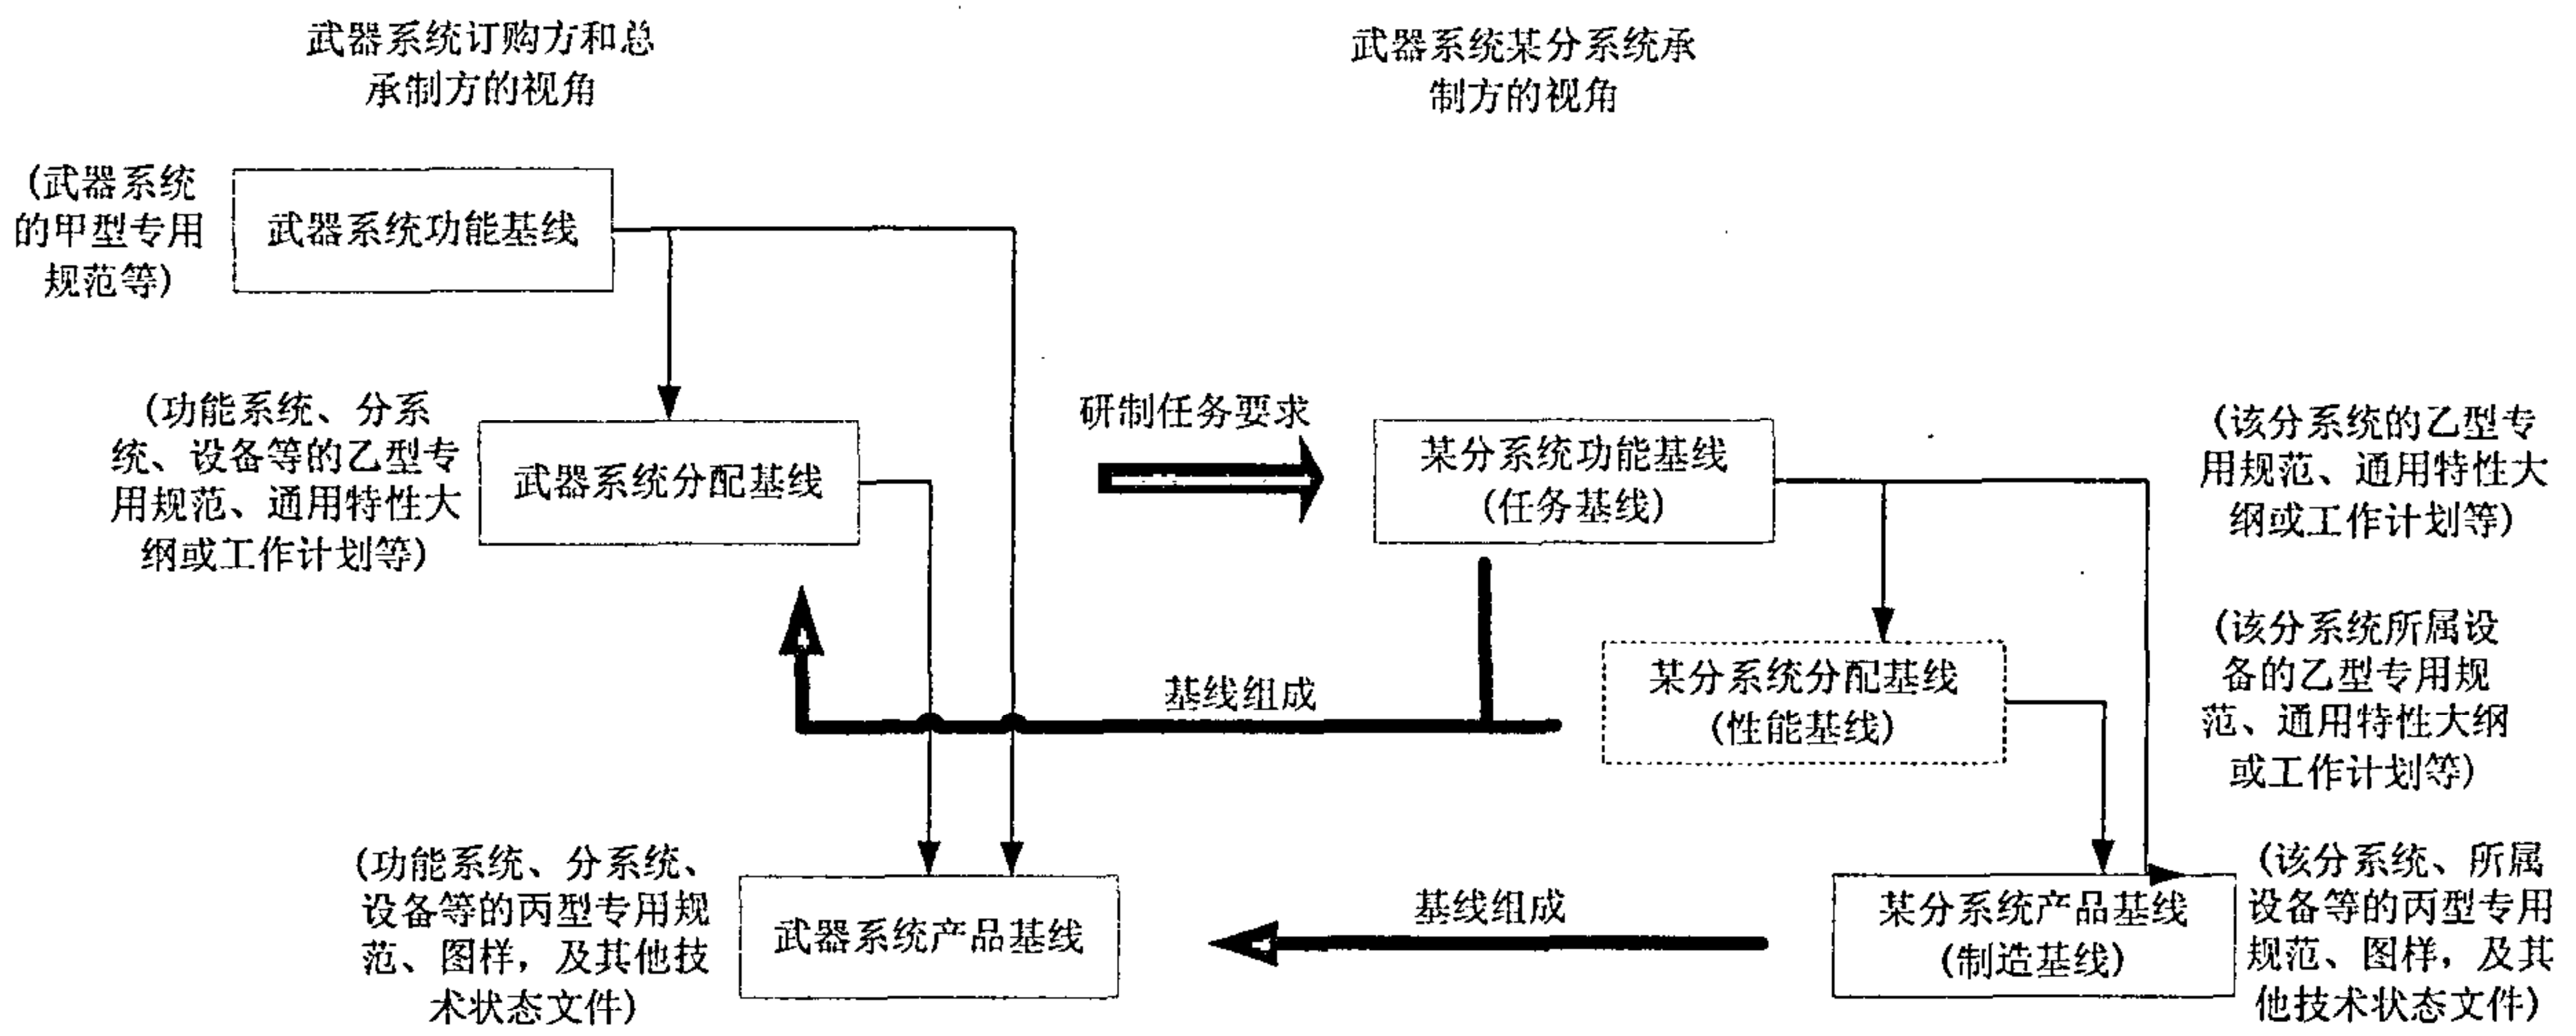 武器系统订购方和总
承制方的视角
武器系统某分系统承
制方的视角
(武器系统
的甲型专用
规范等)
武器系统功能基线
(功能系统、分系
统、设备等的乙型专
用规范、通用特性大
纲或工作计划等)
武器系统分配基线
研制任务要求
某分系统功能基线
(任务基线)
(该分系统的乙型专
用规范、通用特性大
纲或工作计划等)
基线组成
某分系统分配基线
(性能基线)
(该分系统所属设
备的乙型专用规
范、通用特性大纲
或工作计划等)
(功能系统、分系统、
设备等的丙型专用规
范、图样，及其他技
术状态文件)
武器系统产品基线
基线组成
某分系统产品基线
(制造基线)
(该分系统、所属
设备等的丙型专用
规范、图样，及其
他技术状态文件)